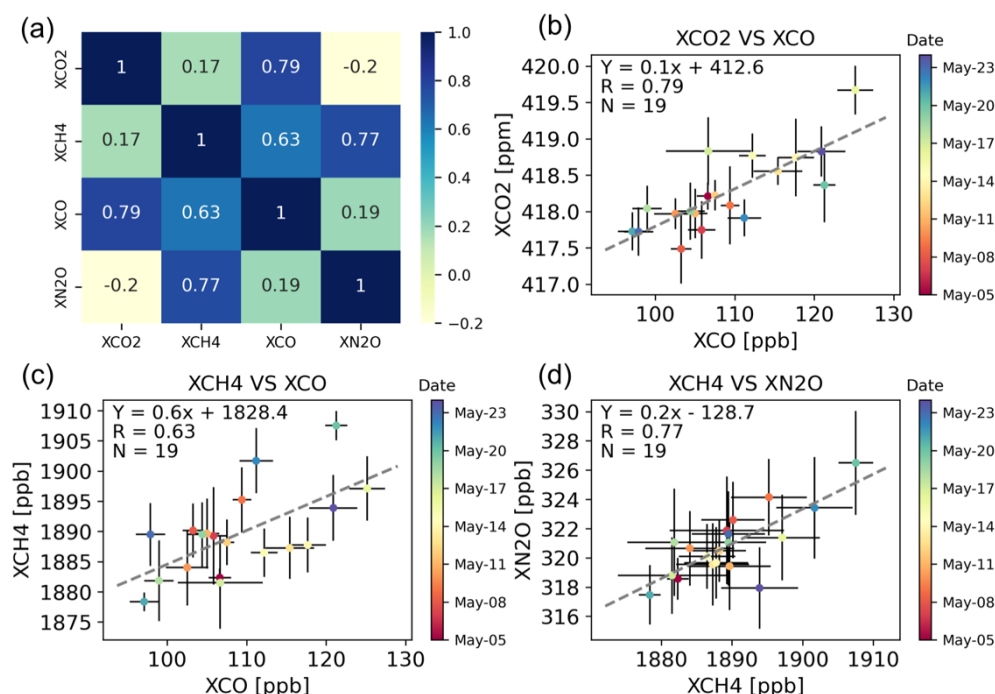 (a)
XCO2
XCH4
XCO
XN2O
1 0.17 0.79 -0.2
0.17 1 0.63 0.77
0.79 0.63 1 0.19
-0.2 0.77 0.19 1
XCO2 XCH4 XCO XN2O
1.0
0.8
0.6
0.4
0.2
0.0
−0.2
(b)
XCO2 VS XCO
Y = 0.1x + 412.6
R = 0.79
N = 19
XCO2 [ppm]
420.0
419.5
419.0
418.5
418.0
417.5
417.0
100 110 120 130
XCO [ppb]
Date
May-23
May-20
May-17
May-14
May-11
May-08
May-05
(c)
XCH4 VS XCO
Y = 0.6x + 1828.4
R = 0.63
N = 19
XCH4 [ppb]
1910
1905
1900
1895
1890
1885
1880
1875
100 110 120 130
XCO [ppb]
Date
May-23
May-20
May-17
May-14
May-11
May-08
May-05
(d)
XCH4 VS XN2O
Y = 0.2x - 128.7
R = 0.77
N = 19
XN2O [ppb]
330
328
326
324
322
320
318
316
1880 1890 1900 1910
XCH4 [ppb]
Date
May-23
May-20
May-17
May-14
May-11
May-08
May-05